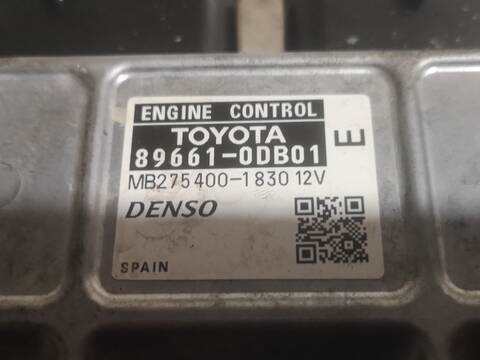 ENGINE CONTROL
TOYOTA
89661-0DB01
E
MB275400-1830 12V
DENSO
SPAIN